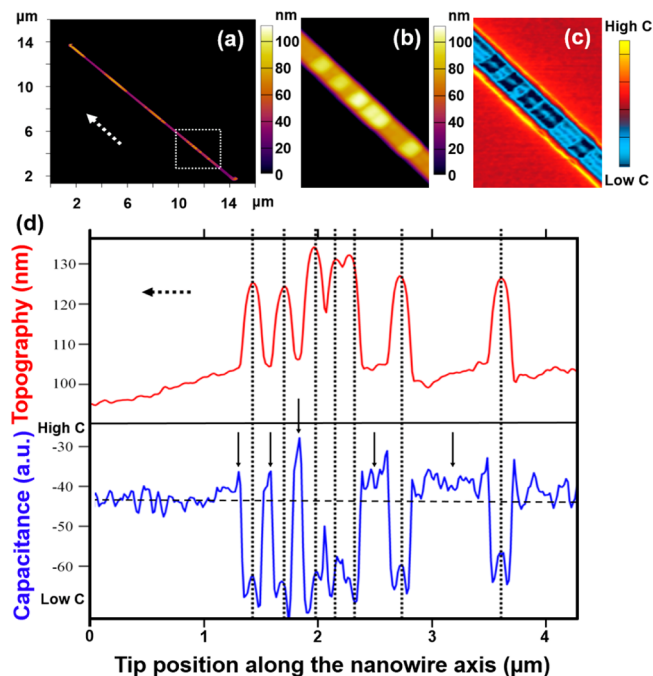 µm
(a)
14
10
6
2
2
6
10
14
µm
nm
100
80
60
40
20
0
(b)
nm
100
80
60
40
20
0
(c)
High C
Low C
(d)
Topography (nm)
130
120
110
100
High C
Capacitance (a.u.)
-30
-40
-50
-60
Low C
0
1
2
3
4
Tip position along the nanowire axis (µm)